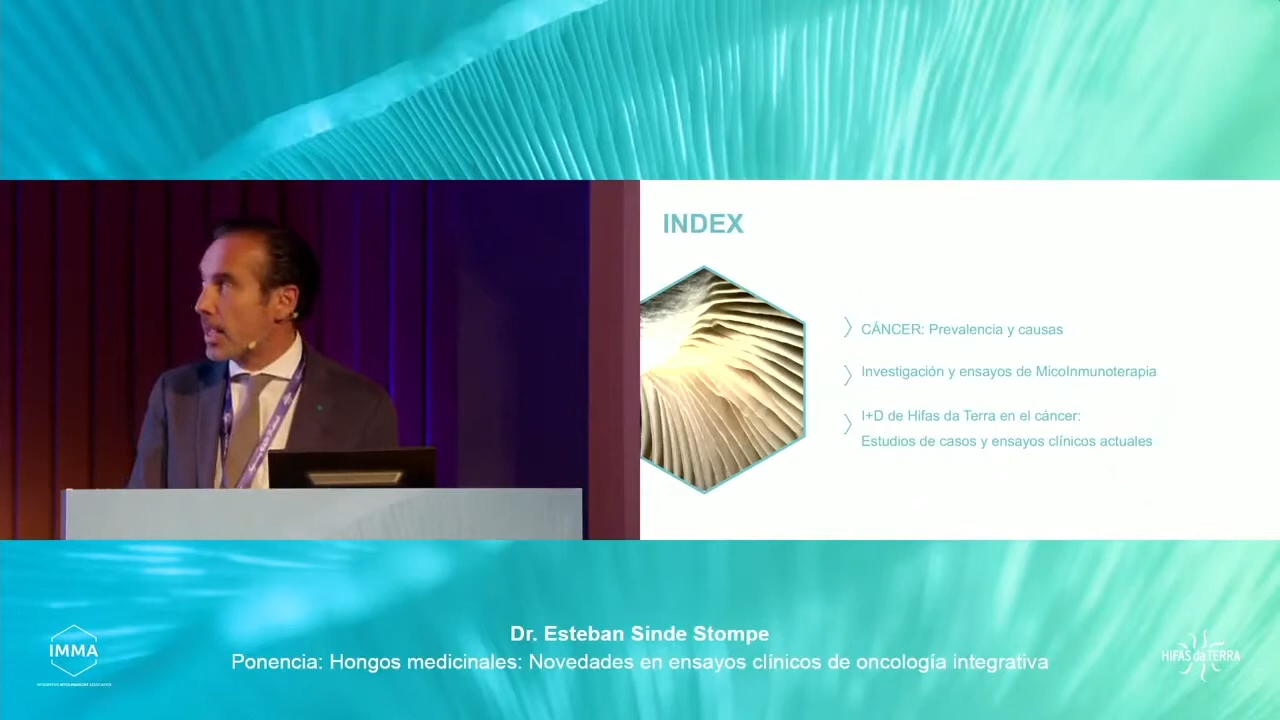 INDEX
CÁNCER: Prevalencia y causas
Investigación y ensayos de MicoInmunoterapia
I+D de Hifas da Terra en el cáncer:
Estudios de casos y ensayos clínicos actuales
Dr. Esteban Sinde Stompe
Ponencia: Hongos medicinales: Novedades en ensayos clínicos de oncología integrativa
IMMA
HIFAS da TERRA